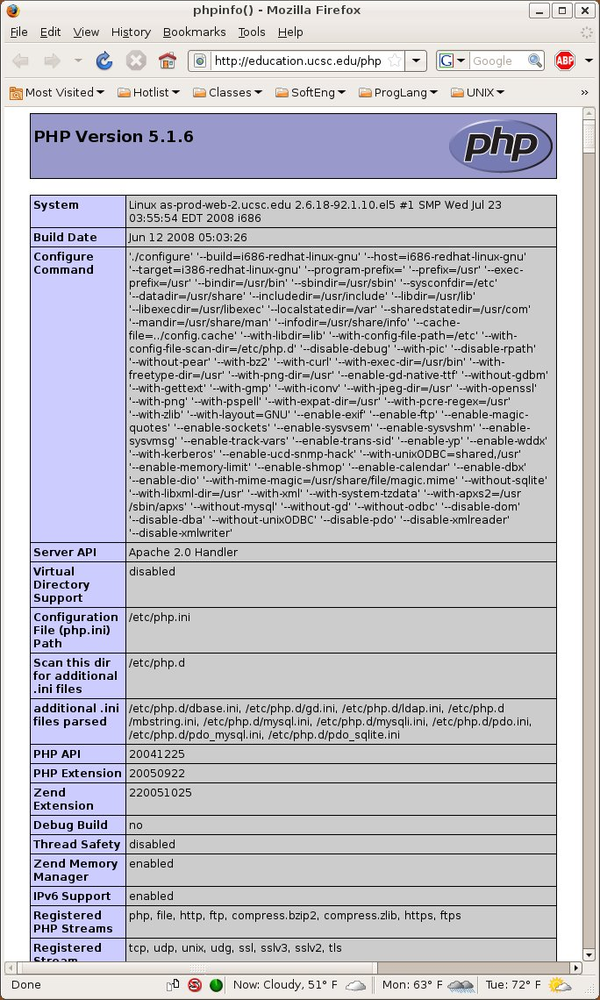 phpinfo() - Mozilla Firefox
File Edit View History Bookmarks Tools Help
http://education.ucsc.edu/php
G Google ABP
Most Visited Hotlist Classes SoftEng ProgLang UNIX »
PHP Version 5.1.6
php
System Linux as-prod-web-2.ucsc.edu 2.6.18-92.1.10.el5 #1 SMP Wed Jul 23
03:55:54 EDT 2008 i686
Build Date Jun 12 2008 05:03:26
Configure './configure' '--build=i686-redhat-linux-gnu' '--host=i686-redhat-linux-gnu'
Command '--target=i386-redhat-linux-gnu' '--program-prefix=' '--prefix=/usr' '--exec-
prefix=/usr' '--bindir=/usr/bin' '--sbindir=/usr/sbin' '--sysconfdir=/etc'
'--datadir=/usr/share' '--includedir=/usr/include' '--libdir=/usr/lib'
'--libexecdir=/usr/libexec' '--localstatedir=/var' '--sharedstatedir=/usr/com'
'--mandir=/usr/share/man' '--infodir=/usr/share/info' '--cache-
file=../config.cache' '--with-libdir=lib' '--with-config-file-path=/etc' '--with-
config-file-scan-dir=/etc/php.d' '--disable-debug' '--with-pic' '--disable-rpath'
'--without-pear' '--with-bz2' '--with-curl' '--with-exec-dir=/usr/bin' '--with-
freetype-dir=/usr' '--with-png-dir=/usr' '--enable-gd-native-ttf' '--without-gdbm'
'--with-gettext' '--with-gmp' '--with-iconv' '--with-jpeg-dir=/usr' '--with-openssl'
'--with-png' '--with-pspell' '--with-expat-dir=/usr' '--with-pcre-regex=/usr'
'--with-zlib' '--with-layout=GNU' '--enable-exif' '--enable-ftp' '--enable-magic-
quotes' '--enable-sockets' '--enable-sysvsem' '--enable-sysvshm' '--enable-
sysvmsg' '--enable-track-vars' '--enable-trans-sid' '--enable-yp' '--enable-wddx'
'--with-kerberos' '--enable-ucd-snmp-hack' '--with-unixODBC=shared,/usr'
'--enable-memory-limit' '--enable-shmop' '--enable-calendar' '--enable-dbx'
'--enable-dio' '--with-mime-magic=/usr/share/file/magic.mime' '--without-sqlite'
'--with-libxml-dir=/usr' '--with-xml' '--with-system-tzdata' '--with-apxs2=/usr
/sbin/apxs' '--without-mysql' '--without-gd' '--without-odbc' '--disable-dom'
'--disable-dba' '--without-unixODBC' '--disable-pdo' '--disable-xmlreader'
'--disable-xmlwriter'
Server API Apache 2.0 Handler
Virtual disabled
Directory
Support
Configuration /etc/php.ini
File (php.ini)
Path
Scan this dir /etc/php.d
for additional
.ini files
additional .ini /etc/php.d/dbase.ini, /etc/php.d/gd.ini, /etc/php.d/ldap.ini, /etc/php.d
files parsed /mbstring.ini, /etc/php.d/mysql.ini, /etc/php.d/mysqli.ini, /etc/php.d/pdo.ini,
/etc/php.d/pdo_mysql.ini, /etc/php.d/pdo_sqlite.ini
PHP API 20041225
PHP Extension 20050922
Zend 220051025
Extension
Debug Build no
Thread Safety disabled
Zend Memory enabled
Manager
IPv6 Support enabled
Registered php, file, http, ftp, compress.bzip2, compress.zlib, https, ftps
PHP Streams
Registered tcp, udp, unix, udg, ssl, sslv3, sslv2, tls
Stream
Done Now: Cloudy, 51° F Mon: 63° F Tue: 72° F